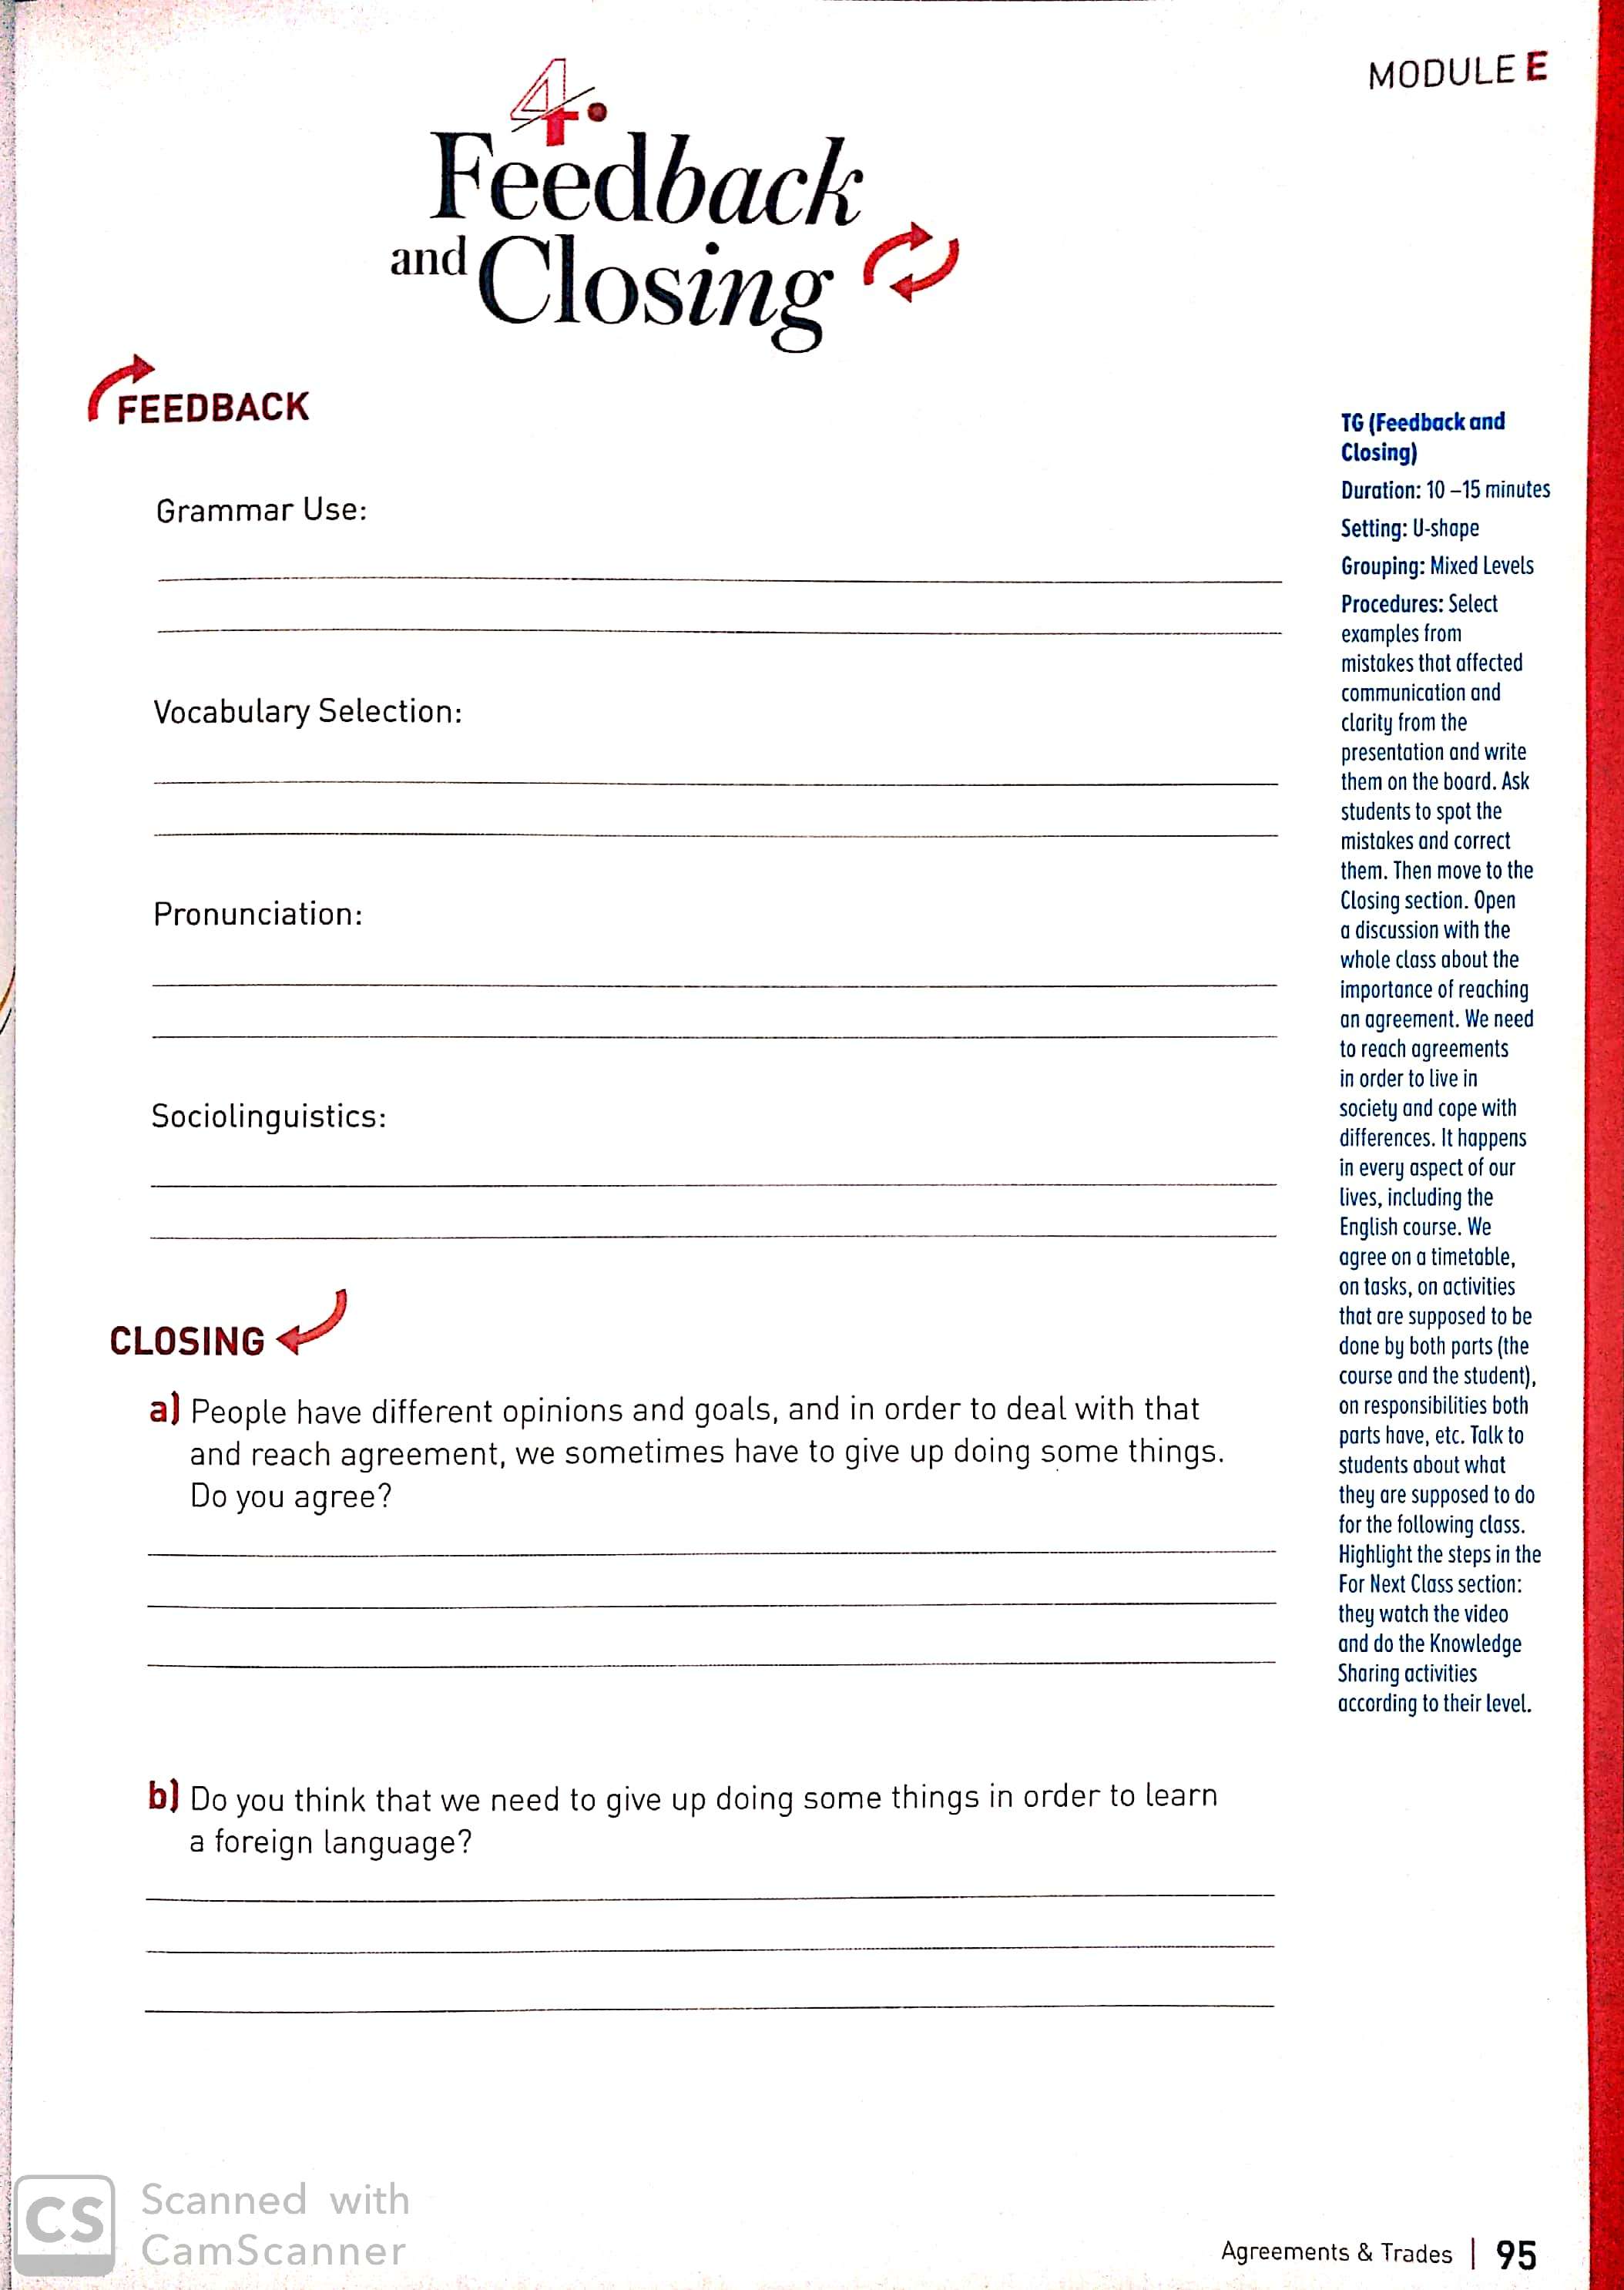 MODULE E
4.
Feedback
and Closing
FEEDBACK
Grammar Use:
Vocabulary Selection:
Pronunciation:
Sociolinguistics:
CLOSING
a) People have different opinions and goals, and in order to deal with that
and reach agreement, we sometimes have to give up doing some things.
Do you agree?
b) Do you think that we need to give up doing some things in order to learn
a foreign language?
TG (Feedback and
Closing)
Duration: 10 –15 minutes
Setting: U-shape
Grouping: Mixed Levels
Procedures: Select
examples from
mistakes that affected
communication and
clarity from the
presentation and write
them on the board. Ask
students to spot the
mistakes and correct
them. Then move to the
Closing section. Open
a discussion with the
whole class about the
importance of reaching
an agreement. We need
to reach agreements
in order to live in
society and cope with
differences. It happens
in every aspect of our
lives, including the
English course. We
agree on a timetable,
on tasks, on activities
that are supposed to be
done by both parts (the
course and the student),
on responsibilities both
parts have, etc. Talk to
students about what
they are supposed to do
for the following class.
Highlight the steps in the
For Next Class section:
they watch the video
and do the Knowledge
Sharing activities
according to their level.
CS Scanned with
CamScanner
Agreements & Trades | 95